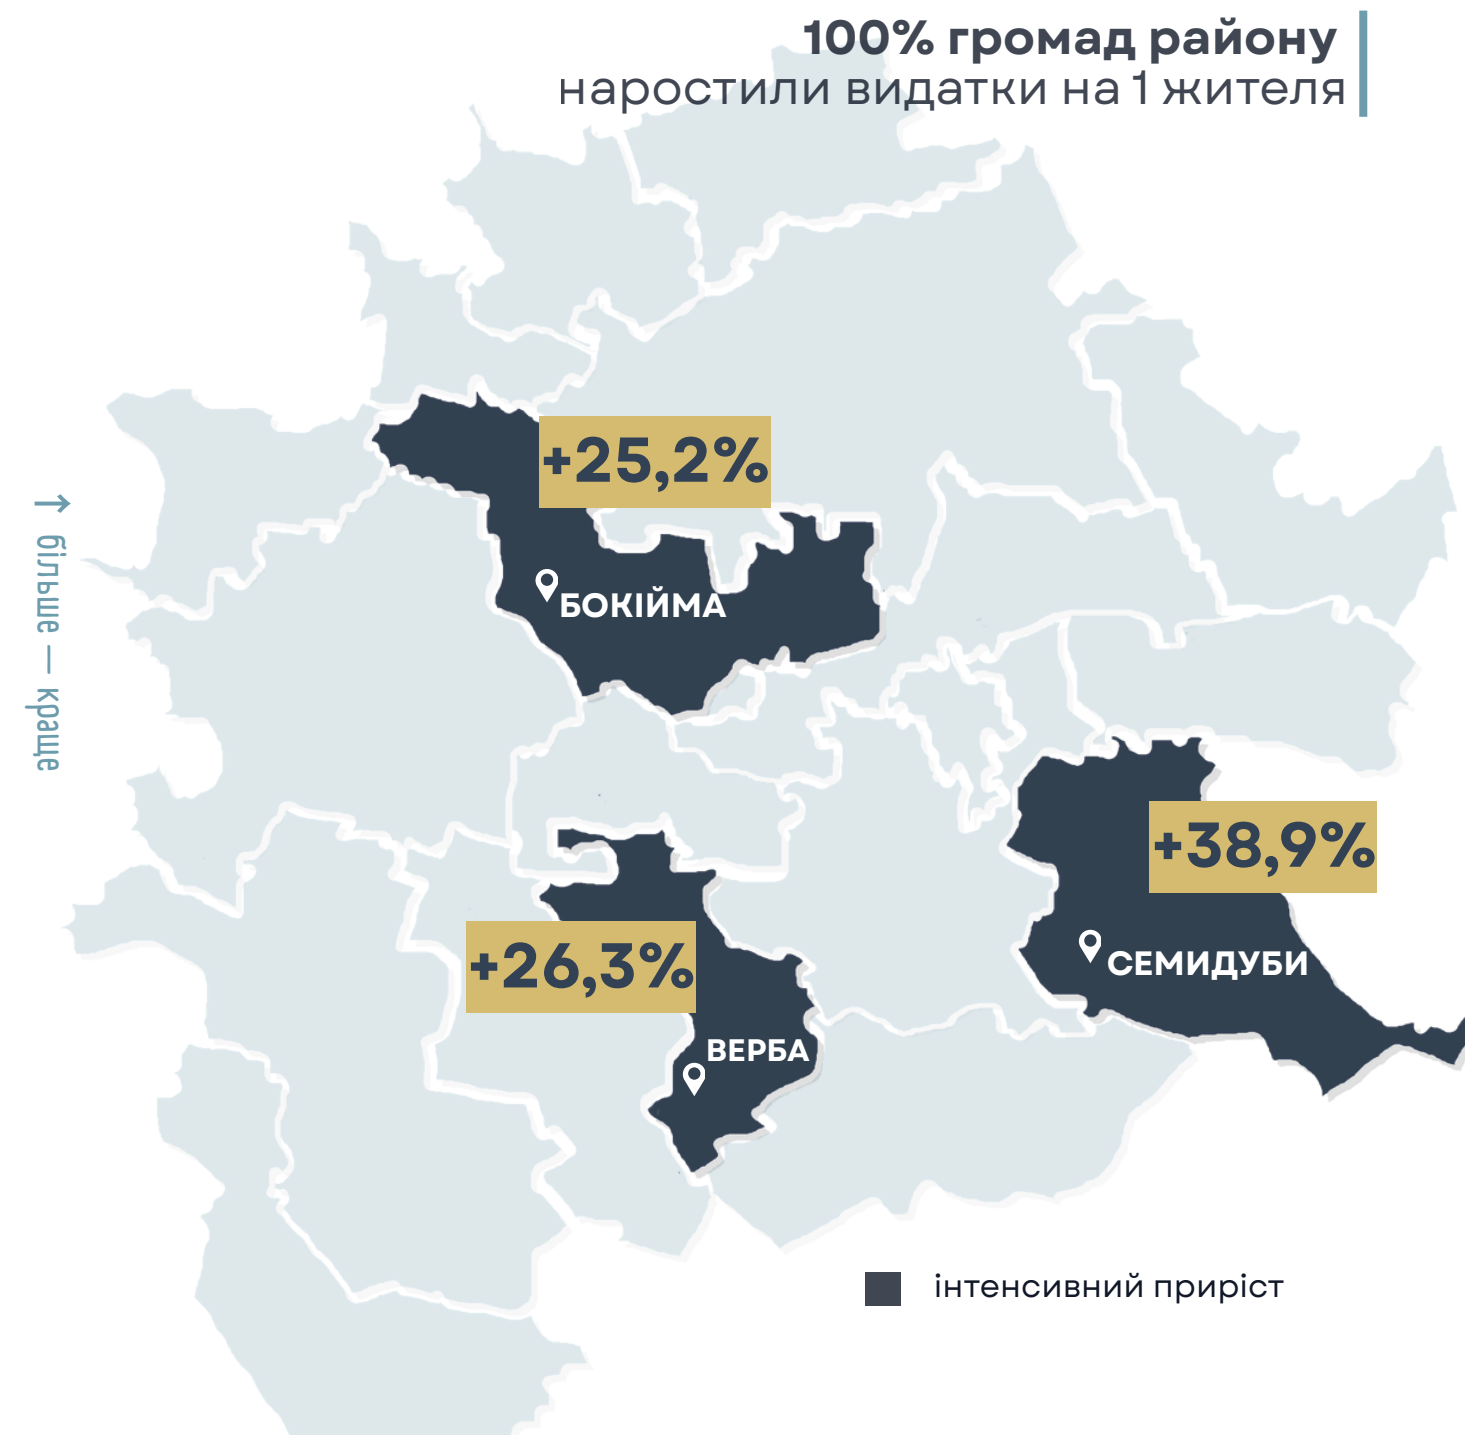 100% громад району
наростили видатки на 1 жителя
+25,2%
БОКІЙМА
↑ більше — краще
+38,9%
СЕМИДУБИ
+26,3%
ВЕРБА
інтенсивний приріст